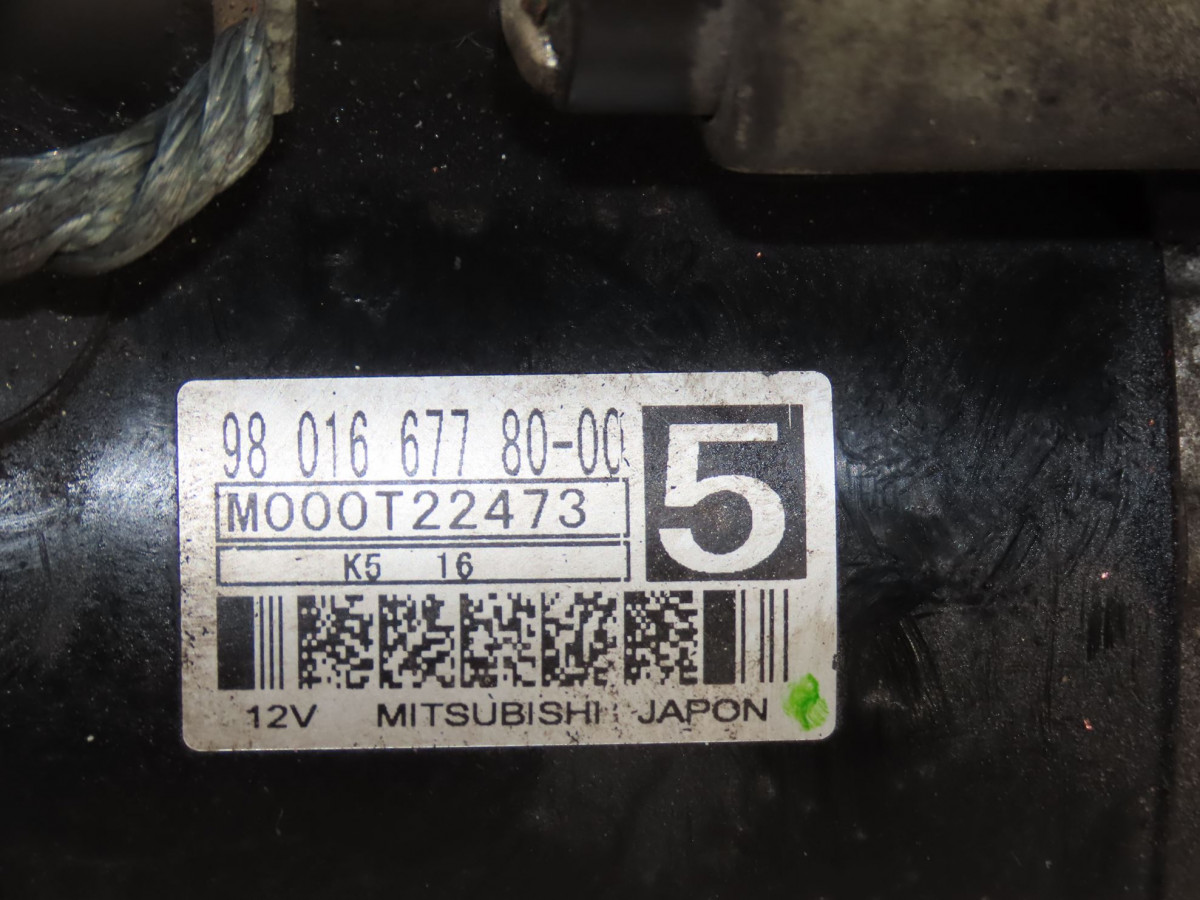 98 016 677 80-00
5
M000T22473
K5 16
12V MITSUBISHI JAPON